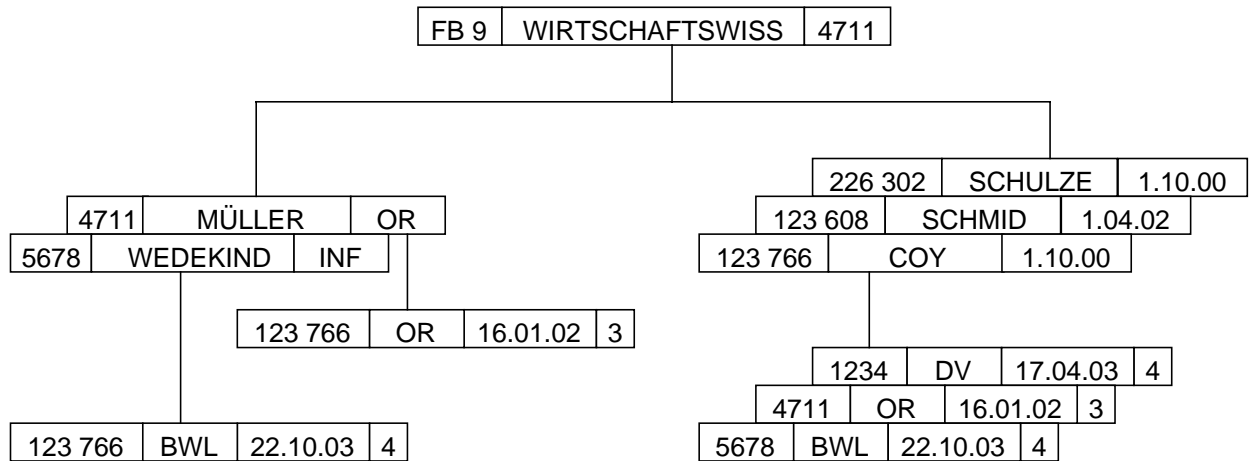 FB 9 WIRTSCHAFTSWISS 4711
226 302 SCHULZE 1.10.00
4711 MÜLLER OR
123 608 SCHMID 1.04.02
5678 WEDEKIND INF
123 766 COY 1.10.00
123 766 OR 16.01.02 3
1234 DV 17.04.03 4
4711 OR 16.01.02 3
123 766 BWL 22.10.03 4
5678 BWL 22.10.03 4